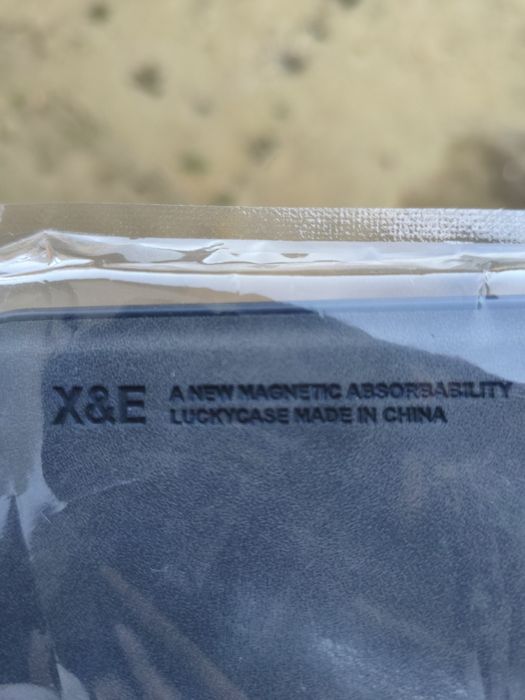 X&E
A NEW MAGNETIC ABSORBABILITY
LUCKYCASE MADE IN CHINA